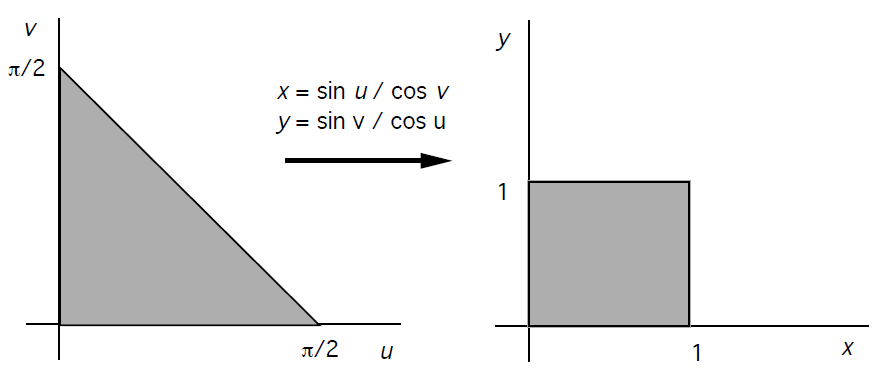 v
π/2
x = sin u / cos v
y = sin v / cos u
π/2
u
y
1
1
x